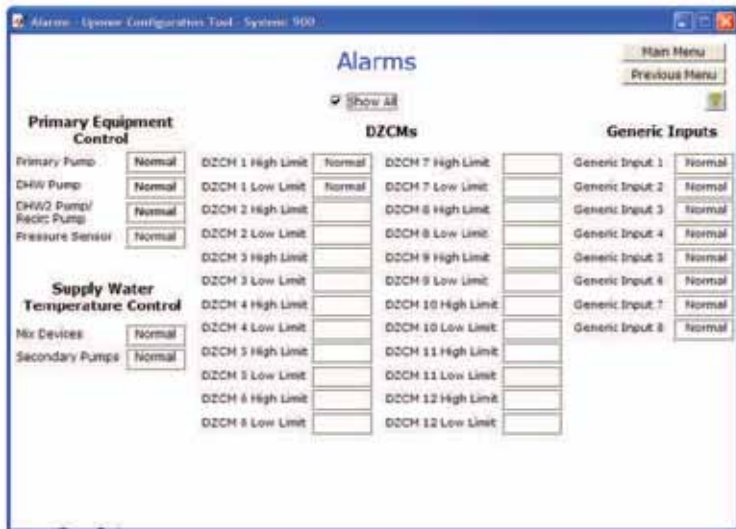 Alarms - Uponor Configuration Tool - System: 900
Alarms
Main Menu
Previous Menu
Show All
?
Primary Equipment
Control
Primary Pump Normal
DHW Pump Normal
DHW2 Pump/
Recirc Pump Normal
Pressure Sensor Normal
Supply Water
Temperature Control
Mix Devices Normal
Secondary Pumps Normal
DZCMs
DZCM 1 High Limit Normal DZCM 7 High Limit
DZCM 1 Low Limit Normal DZCM 7 Low Limit
DZCM 2 High Limit DZCM 8 High Limit
DZCM 2 Low Limit DZCM 8 Low Limit
DZCM 3 High Limit DZCM 9 High Limit
DZCM 3 Low Limit DZCM 9 Low Limit
DZCM 4 High Limit DZCM 10 High Limit
DZCM 4 Low Limit DZCM 10 Low Limit
DZCM 5 High Limit DZCM 11 High Limit
DZCM 5 Low Limit DZCM 11 Low Limit
DZCM 6 High Limit DZCM 12 High Limit
DZCM 6 Low Limit DZCM 12 Low Limit
Generic Inputs
Generic Input 1 Normal
Generic Input 2 Normal
Generic Input 3 Normal
Generic Input 4 Normal
Generic Input 5 Normal
Generic Input 6 Normal
Generic Input 7 Normal
Generic Input 8 Normal